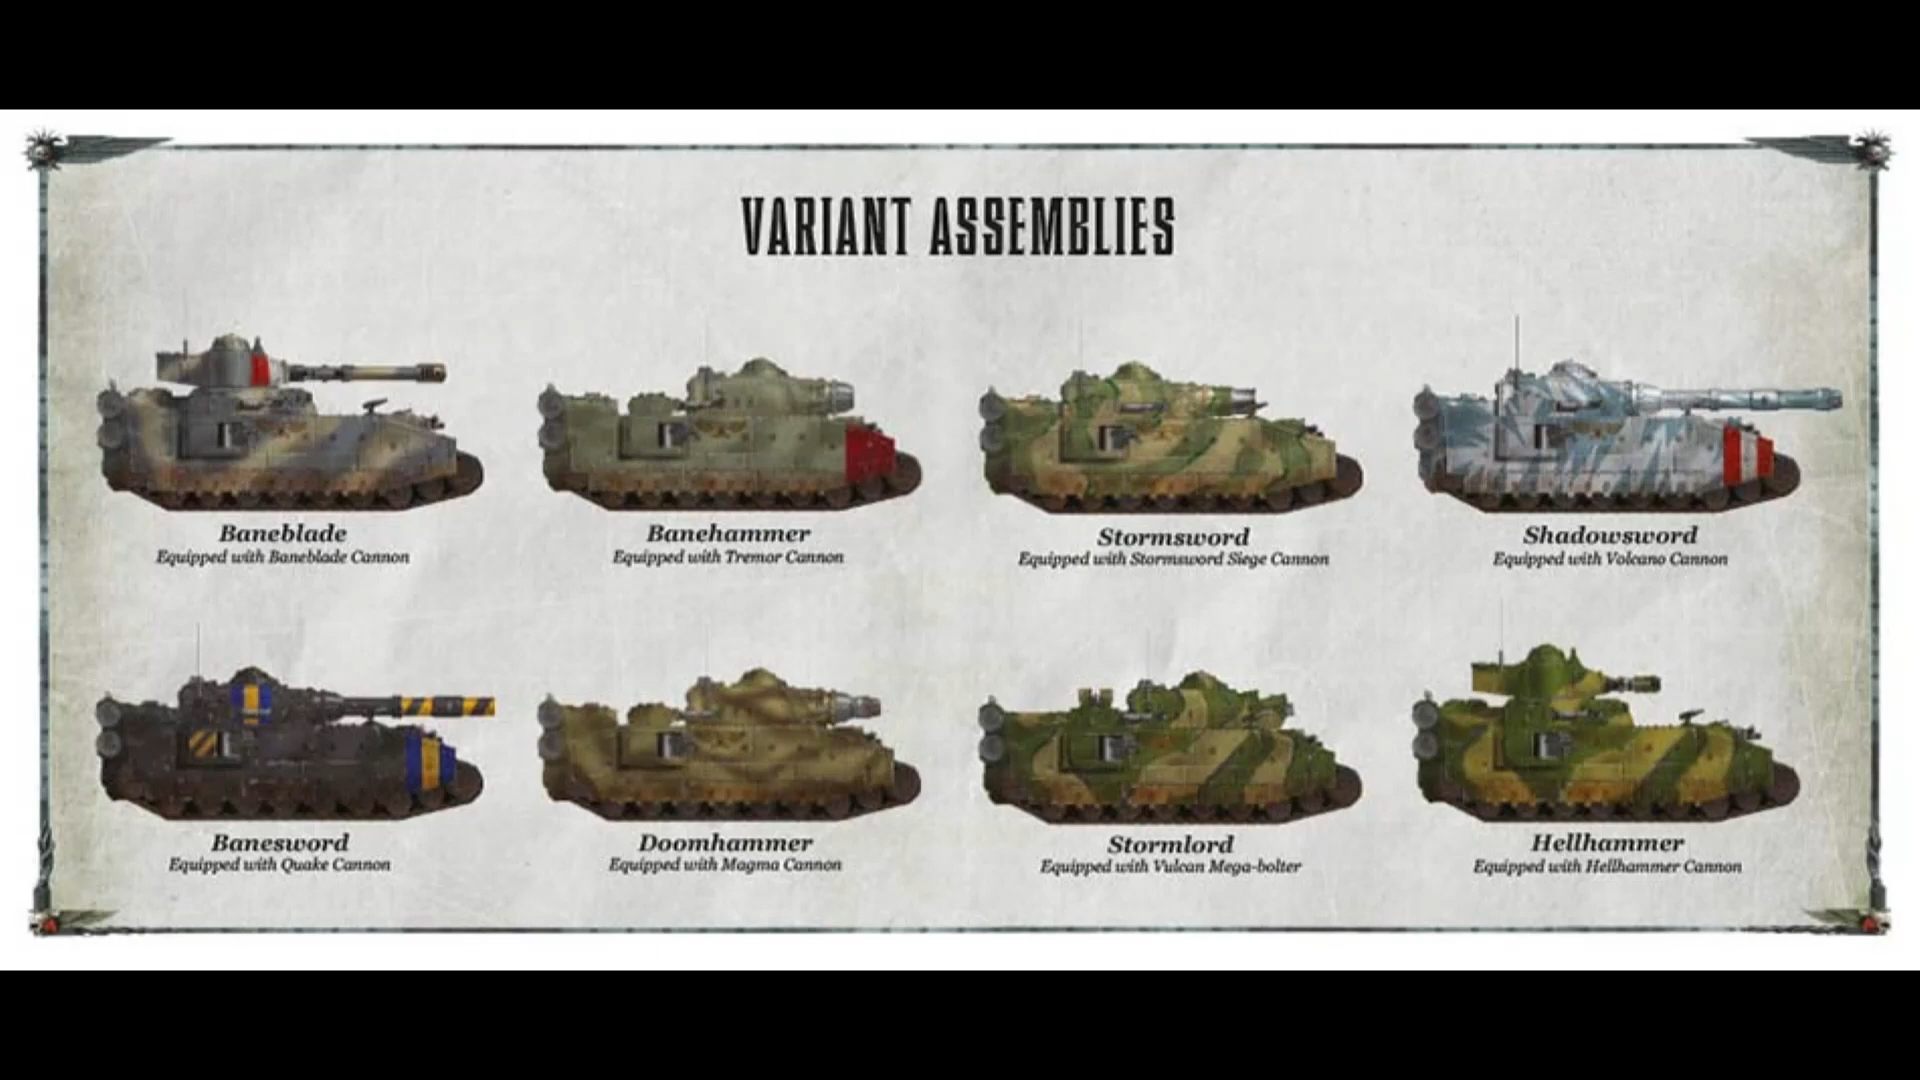 VARIANT ASSEMBLIES
Baneblade
Equipped with Baneblade Cannon
Banehammer
Equipped with Tremor Cannon
Stormsword
Equipped with Stormsword Siege Cannon
Shadowsword
Equipped with Volcano Cannon
Banesword
Equipped with Quake Cannon
Doomhammer
Equipped with Magma Cannon
Stormlord
Equipped with Vulcan Mega-bolter
Hellhammer
Equipped with Hellhammer Cannon